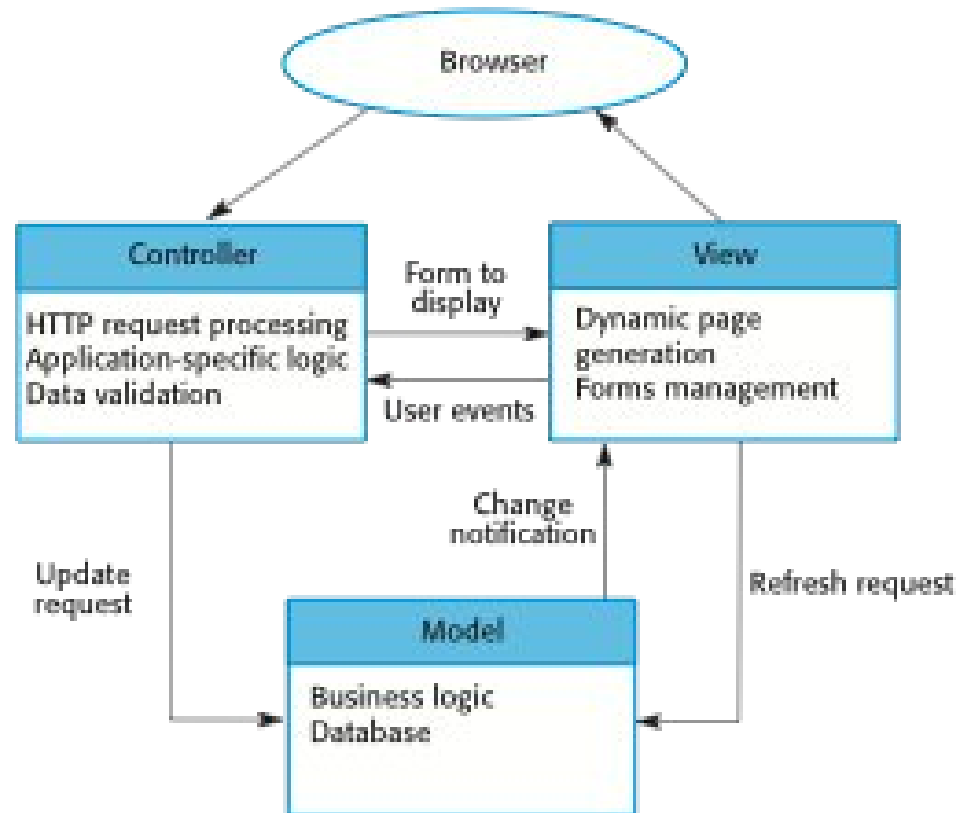 Browser
Controller
HTTP request processing
Application-specific logic
Data validation
Form to
display
User events
View
Dynamic page
generation
Forms management
Update
request
Change
notification
Refresh request
Model
Business logic
Database